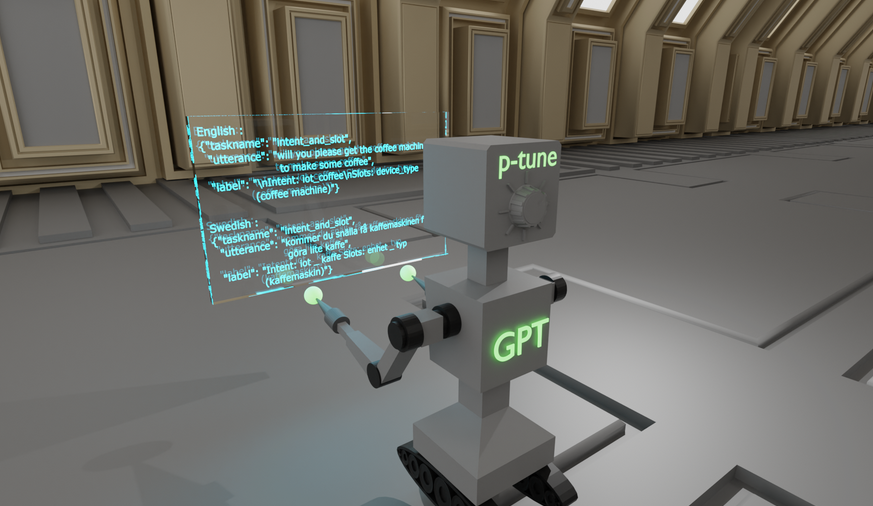 English :
{"taskname": "intent_and_slot",
"utterance": "will you please get the coffee machin
to make some coffee",
"label": "\nIntent: iot_coffee\nSlots: device_type
(coffee machine)"}
Swedish :
{"taskname": "intent_and_slot",
"utterance": "kommer du snälla få kaffemaskinen f
göra lite kaffe",
"label": "Intent: iot _ kaffe Slots: enhet _ typ
(kaffemaskin)"}
p-tune
GPT